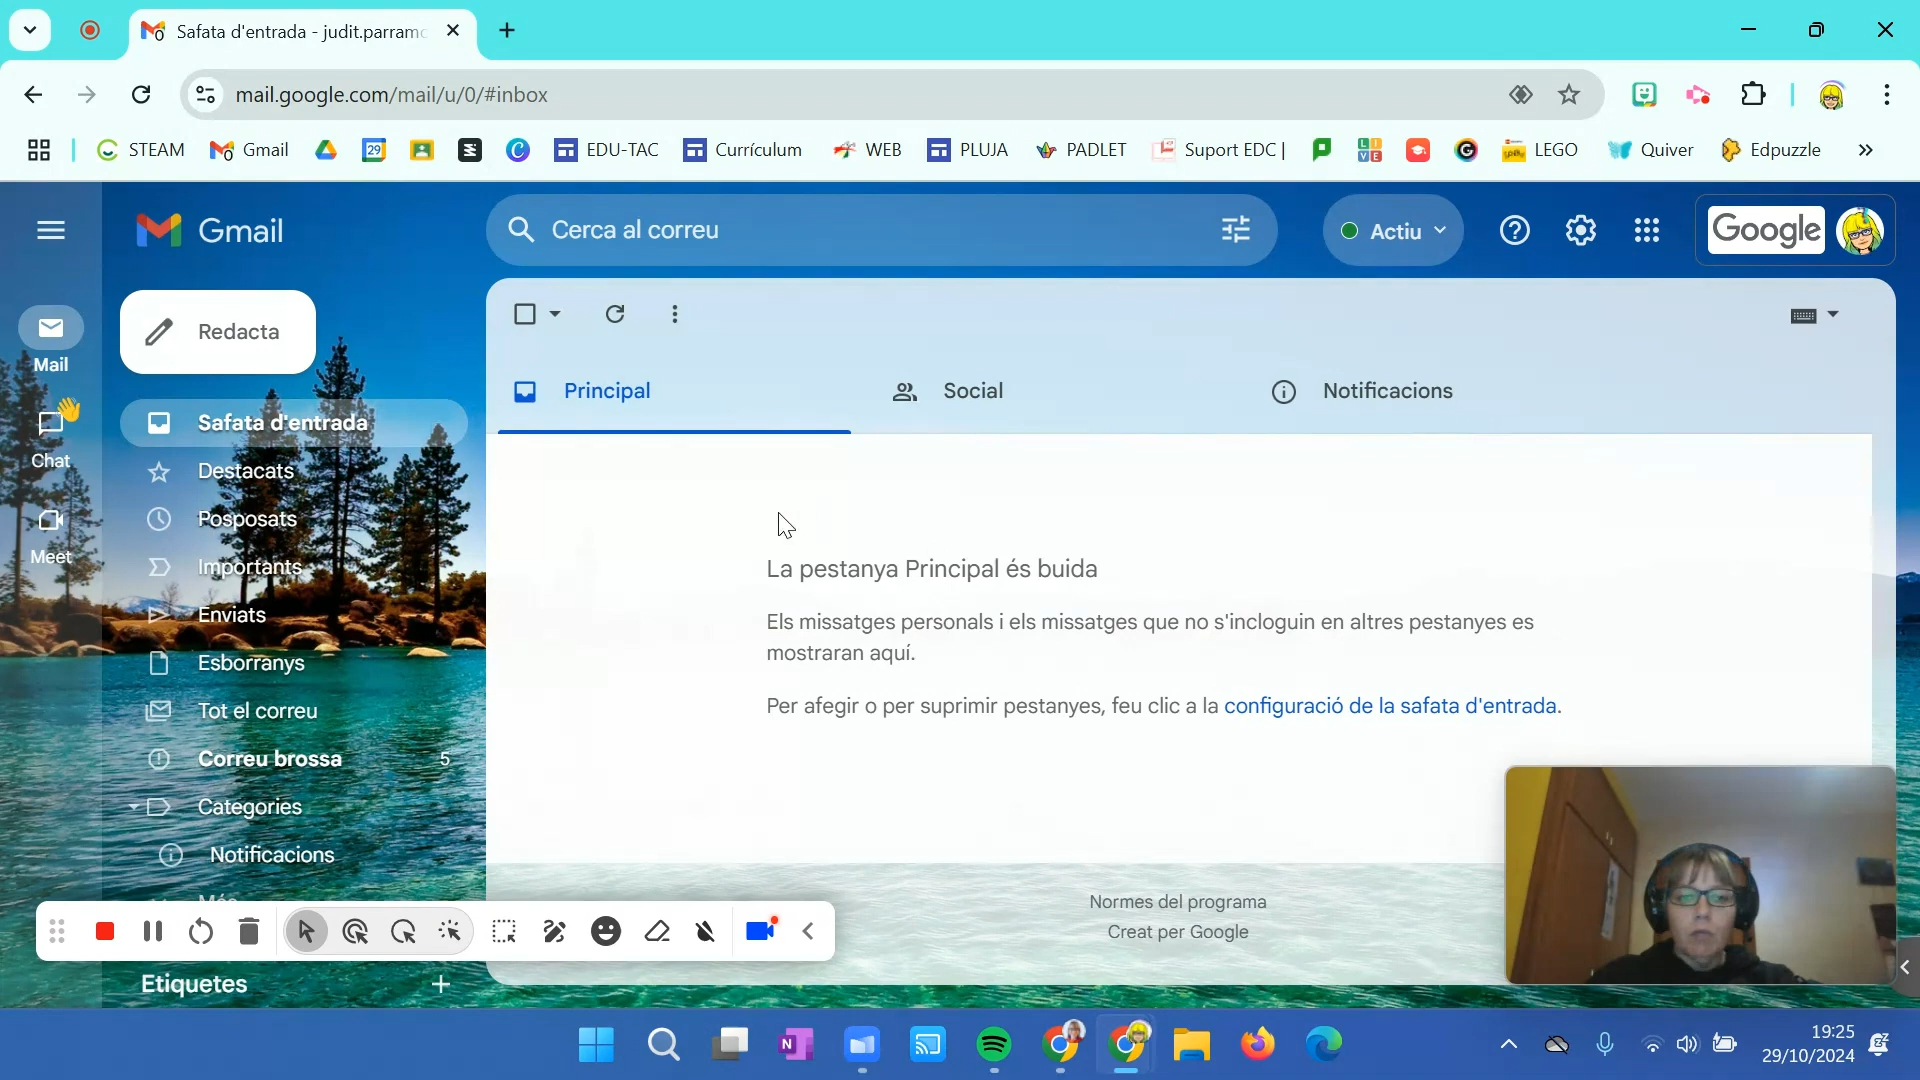 Safata d'entrada - judit.parramo
mail.google.com/mail/u/0/#inbox
STEAM
Gmail
29
EDU-TAC
Currículum
WEB
PLUJA
PADLET
Suport EDC |
LIVE
LEGO
Quiver
Edpuzzle
Gmail
Cerca al correu
Actiu
Google
Mail
Chat
Meet
Redacta
Safata d'entrada
Destacats
Posposats
Importants
Enviats
Esborranys
Tot el correu
Correu brossa 5
Categories
Notificacions
Més
Etiquetes
Principal
Social
Notificacions
La pestanya Principal és buida
Els missatges personals i els missatges que no s'incloguin en altres pestanyes es
mostraran aquí.
Per afegir o per suprimir pestanyes, feu clic a la configuració de la safata d'entrada.
Normes del programa
Creat per Google
19:25
29/10/2024